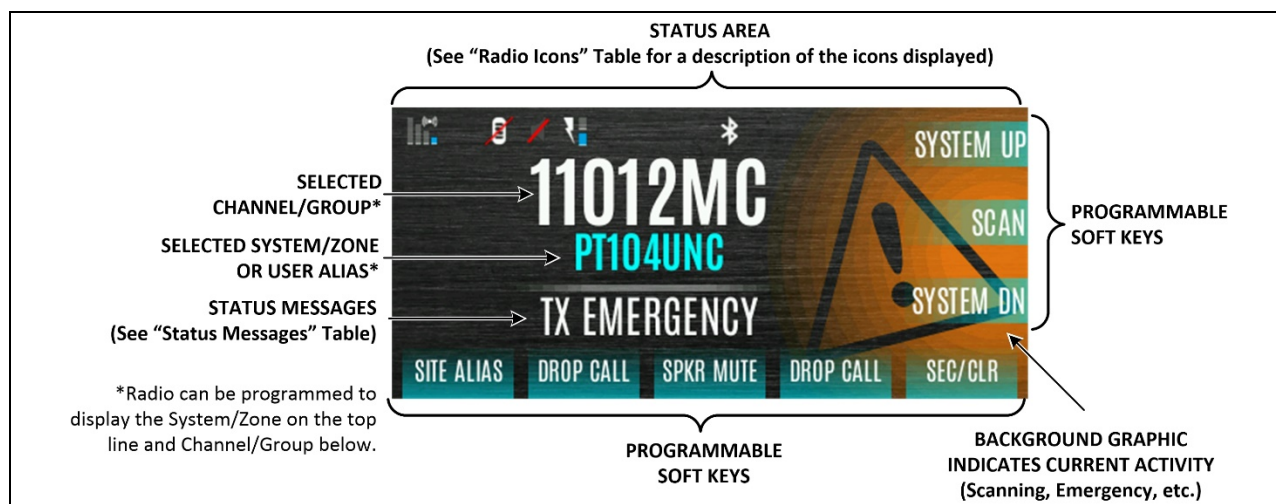 STATUS AREA
(See “Radio Icons” Table for a description of the icons displayed)
SYSTEM UP
11012MC
SELECTED
CHANNEL/GROUP*
SCAN
PROGRAMMABLE
SOFT KEYS
PT104UNC
SELECTED SYSTEM/ZONE
OR USER ALIAS*
SYSTEM DN
STATUS MESSAGES
(See “Status Messages” Table)
TX EMERGENCY
SITE ALIAS DROP CALL SPKR MUTE DROP CALL SEC/CLR
*Radio can be programmed to
display the System/Zone on the top
line and Channel/Group below.
PROGRAMMABLE
SOFT KEYS
BACKGROUND GRAPHIC
INDICATES CURRENT ACTIVITY
(Scanning, Emergency, etc.)